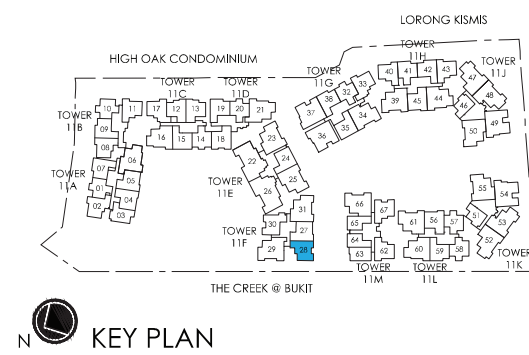 LORONG KISMIS
HIGH OAK CONDOMINIUM
TOWER
11H
TOWER
11J
TOWER
11G
TOWER
11C
TOWER
11D
40 41 42 43
47
48
46
39 45 44
49
50
33
32
38
37
34
35
36
10 11
17 12 13
19 20 21
TOWER
11B
09
08
16 15 14 18
23
22
24
25
26
TOWER
11E
06
07
05
TOWER
11A
01
04
02
03
31
30
27
TOWER
11F
29
28
66
67
65
64
63
62
61 56 57
60 59 58
55
54
51
53
52
TOWER
11M
TOWER
11L
TOWER
11K
THE CREEK @ BUKIT
N
KEY PLAN